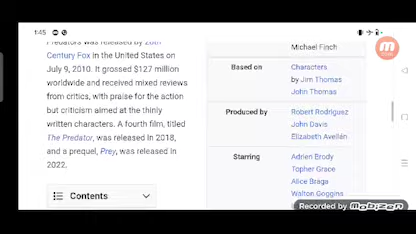 1:45
Predators was released by 20th
Century Fox in the United States on
July 9, 2010. It grossed $127 million
worldwide and received mixed reviews
from critics, with praise for the action
but criticism aimed at the thinly
written characters. A fourth film, titled
The Predator, was released in 2018,
and a prequel, Prey, was released in
2022.
Contents
Michael Finch
Based on
Characters
by Jim Thomas
John Thomas
Produced by
Robert Rodriguez
John Davis
Elizabeth Avellán
Starring
Adrien Brody
Topher Grace
Alice Braga
Walton Goggins
Recorded by Mobizen